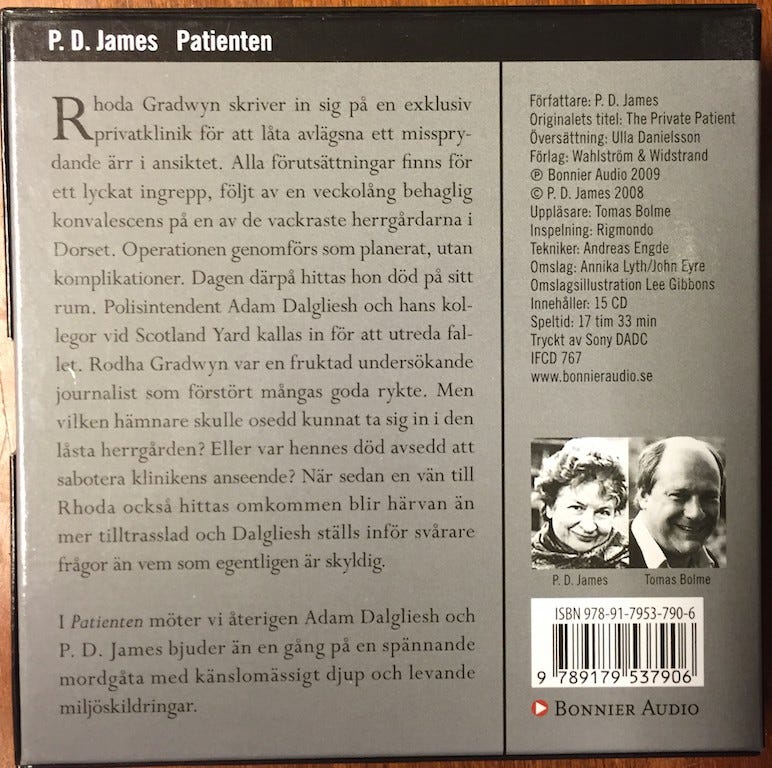 P. D. James Patienten
Rhoda Gradwyn skriver in sig på en exklusiv
privatklinik för att låta avlägsna ett misspry-
dande ärr i ansiktet. Alla förutsättningar finns för
ett lyckat ingrepp, följt av en veckolång behaglig
konvalescens på en av de vackraste herrgårdarna i
Dorset. Operationen genomförs som planerat, utan
komplikationer. Dagen därpå hittas hon död på sitt
rum. Polisintendent Adam Dalgliesh och hans kol-
legor vid Scotland Yard kallas in för att utreda fal-
let. Rodha Gradwyn var en fruktad undersökande
journalist som förstört mångas goda rykte. Men
vilken hämnare skulle osedd kunnat ta sig in i den
låsta herrgården? Eller var hennes död avsedd att
sabotera klinikens anseende? När sedan en vän till
Rhoda också hittas omkommen blir härvan än
mer tilltrasslad och Dalgliesh ställs inför svårare
frågor än vem som egentligen är skyldig.
I Patienten möter vi återigen Adam Dalgliesh och
P. D. James bjuder än en gång på en spännande
mordgåta med känslomässigt djup och levande
miljöskildringar.
Författare: P. D. James
Originalets titel: The Private Patient
Översättning: Ulla Danielsson
Förlag: Wahlström & Widstrand
℗ Bonnier Audio 2009
© P. D. James 2008
Uppläsare: Tomas Bolme
Inspelning: Rigmondo
Tekniker: Andreas Engde
Omslag: Annika Lyth/John Eyre
Omslagsillustration Lee Gibbons
Innehåller: 15 CD
Speltid: 17 tim 33 min
Tryckt av Sony DADC
IFCD 767
www.bonnieraudio.se
P. D. James Tomas Bolme
ISBN 978-91-7953-790-6
9 789179 537906
Bonnier Audio